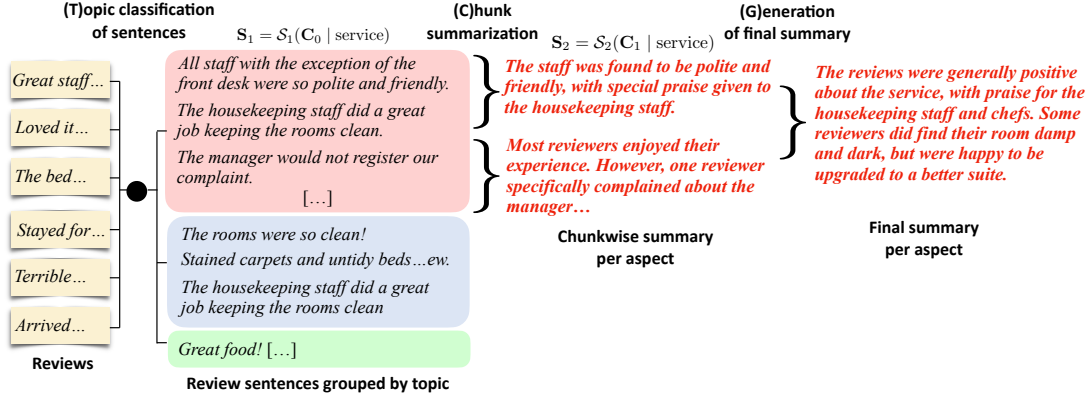 (T)opic classification
of sentences
(C)hunk
summarization
(G)eneration
of final summary
S₁ = 𝒮₁(C₀ | service)
S₂ = 𝒮₂(C₁ | service)
Great staff…
Loved it…
The bed…
Stayed for…
Terrible…
Arrived…
Reviews
All staff with the exception of the
front desk were so polite and friendly.
The housekeeping staff did a great
job keeping the rooms clean.
The manager would not register our
complaint.
[…]
The rooms were so clean!
Stained carpets and untidy beds…ew.
The housekeeping staff did a great
job keeping the rooms clean
Great food! […]
Review sentences grouped by topic
The staff was found to be polite and
friendly, with special praise given to
the housekeeping staff.
Most reviewers enjoyed their
experience. However, one reviewer
specifically complained about the
manager…
Chunkwise summary
per aspect
The reviews were generally positive
about the service, with praise for the
housekeeping staff and chefs. Some
reviewers did find their room damp
and dark, but were happy to be
upgraded to a better suite.
Final summary
per aspect